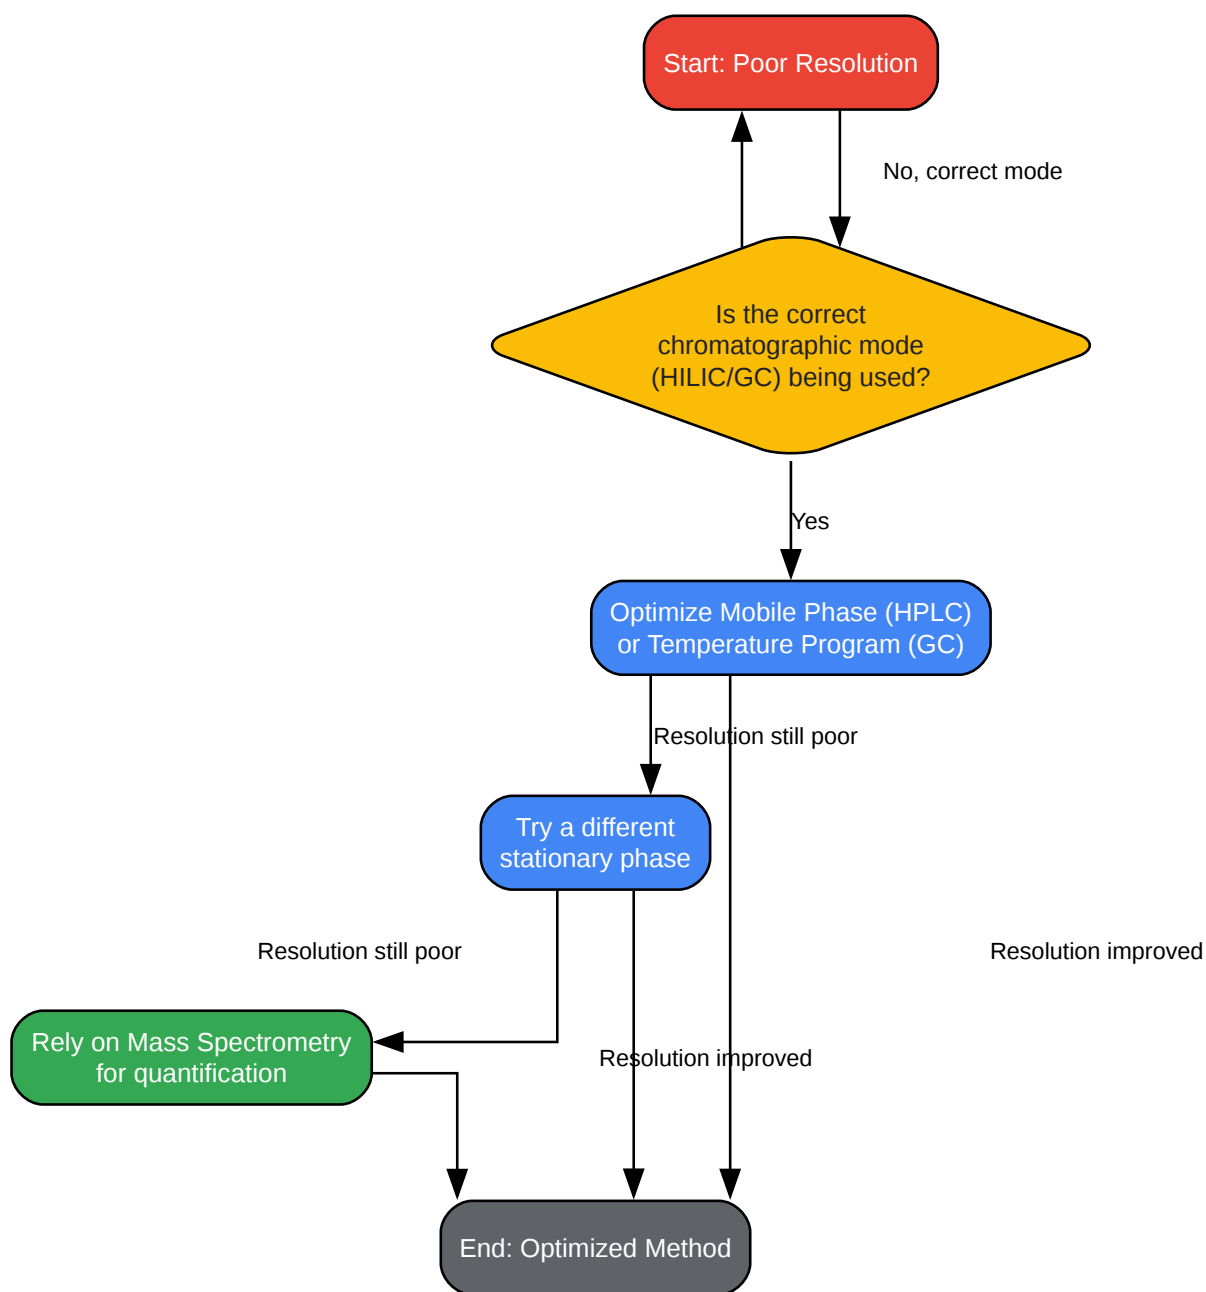 Start: Poor Resolution
No, correct mode
Is the correct
chromatographic mode
(HILIC/GC) being used?
Yes
Optimize Mobile Phase (HPLC)
or Temperature Program (GC)
Resolution still poor
Try a different
stationary phase
Resolution still poor
Resolution improved
Rely on Mass Spectrometry
for quantification
Resolution improved
End: Optimized Method